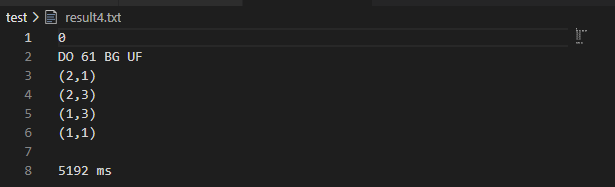 test > result4.txt
1 0
2 DO 61 BG UF
3 (2,1)
4 (2,3)
5 (1,3)
6 (1,1)
7
8 5192 ms